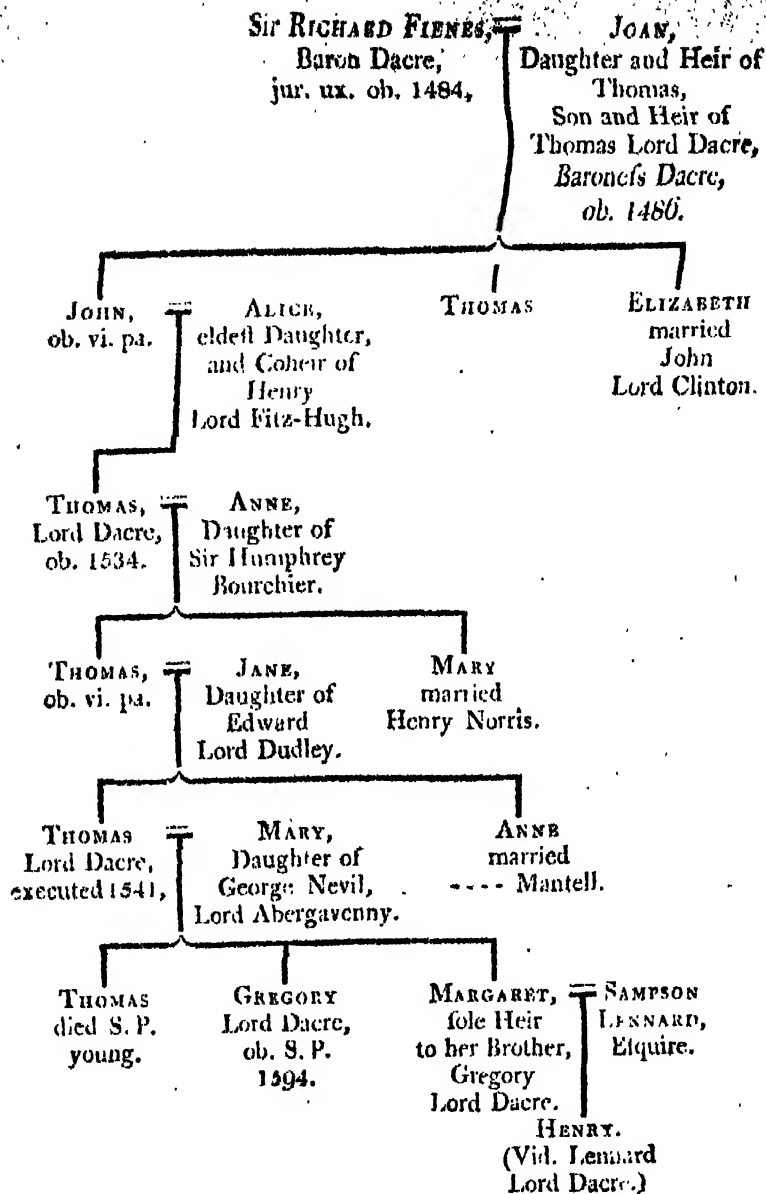 Sir RICHARD FIENES,
Baron Dacre,
jur. ux. ob. 1484,
JOAN,
Daughter and Heir of
Thomas,
Son and Heir of
Thomas Lord Dacre,
Baroneſs Dacre,
ob. 1486.
JOHN,
ob. vi. pa.
ALICE,
eldeſt Daughter,
and Coheir of
Henry
Lord Fitz-Hugh.
THOMAS
ELIZABETH
married
John
Lord Clinton.
THOMAS,
Lord Dacre,
ob. 1534.
ANNE,
Daughter of
Sir Humphrey
Bourchier.
THOMAS,
ob. vi. pa.
JANE,
Daughter of
Edward
Lord Dudley.
MARY
married
Henry Norris.
THOMAS
Lord Dacre,
executed 1541,
MARY,
Daughter of
George Nevil,
Lord Abergavenny.
ANNE
married
---- Mantell.
THOMAS
died S. P.
young.
GREGORY
Lord Dacre,
ob. S. P.
1594.
MARGARET,
ſole Heir
to her Brother,
Gregory
Lord Dacre.
SAMPSON
LENNARD,
Eſquire.
HENRY.
(Vid. Lennard
Lord Dacre.)